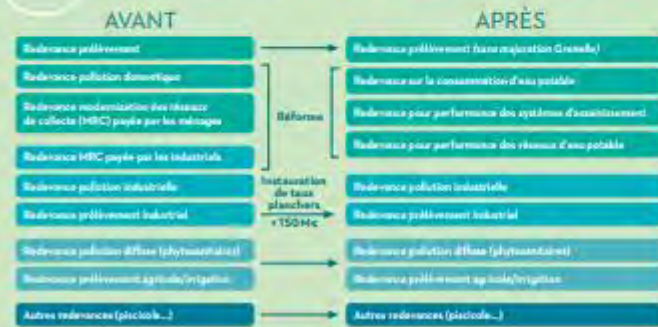 AVANT
APRÈS
Redevance prélèvement
Redevance prélèvement (sans majoration Grenelle)
Redevance pollution domestique
Redevance sur la consommation d'eau potable
Redevance modernisation des réseaux
de collecte (MRC) payée par les ménages
Réforme
Redevance pour performance des systèmes d'assainissement
Redevance MRC payée par les industriels
Redevance pour performance des réseaux d'eau potable
Redevance pollution industrielle
Instauration
de taux
planchers
+150M€
Redevance pollution industrielle
Redevance prélèvement industriel
Redevance prélèvement industriel
Redevance pollution diffuse (phytosanitaires)
Redevance pollution diffuse (phytosanitaires)
Redevance prélèvement agricole/irrigation
Redevance prélèvement agricole/irrigation
Autres redevances (piscicole...)
Autres redevances (piscicole...)